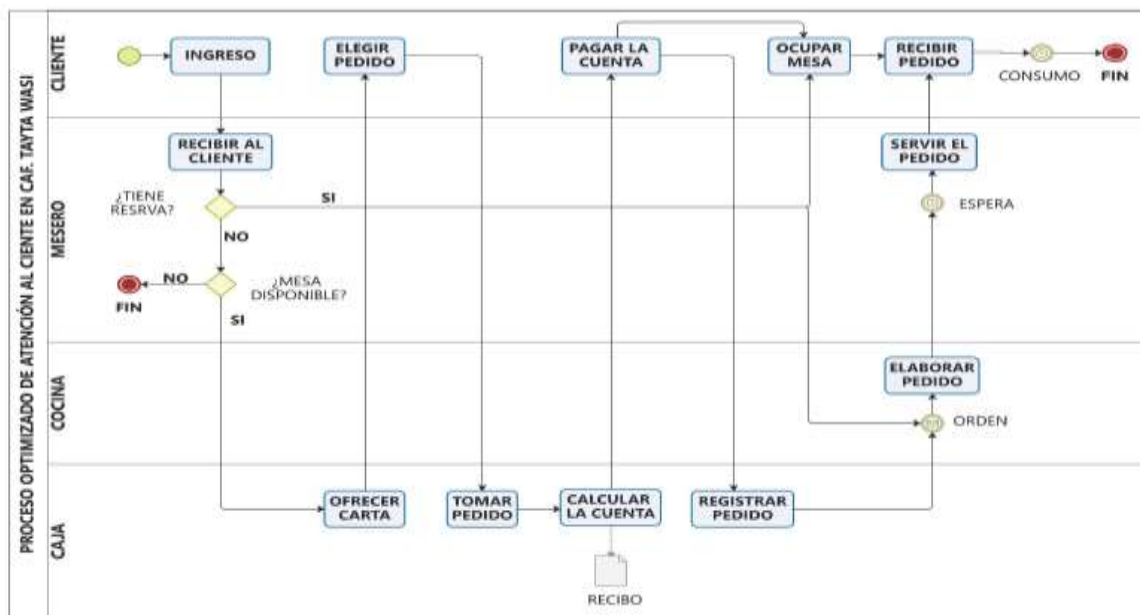 PROCESO OPTIMIZADO DE ATENCIÓN AL CIENTE EN CAF. TAYTA WASI
CLIENTE
INGRESO
ELEGIR
PEDIDO
PAGAR LA
CUENTA
OCUPAR
MESA
RECIBIR
PEDIDO
CONSUMO
FIN
MESERO
RECIBIR AL
CLIENTE
¿TIENE
RESRVA?
SI
NO
NO
¿MESA
DISPONIBLE?
FIN
SI
SERVIR EL
PEDIDO
ESPERA
COCINA
ELABORAR
PEDIDO
ORDEN
CAJA
OFRECER
CARTA
TOMAR
PEDIDO
CALCULAR
LA CUENTA
REGISTRAR
PEDIDO
RECIBO